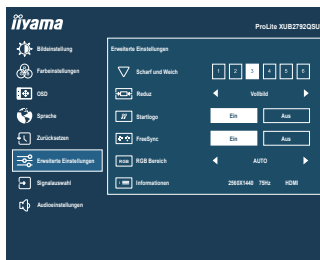 iiyama
ProLite XUB2792QSU
Bildeinstellung
Farbeinstellungen
OSD
Sprache
Zurücksetzen
Erweiterte Einstellungen
Signalauswahl
Audioeinstellungen
Erweiterte Einstellungen
Scharf und Weich 1 2 3 4 5 6
Reduz Vollbild
Startlogo Ein Aus
FreeSync Ein Aus
RGB RGB Bereich AUTO
Informationen 2560X1440 75Hz HDMI